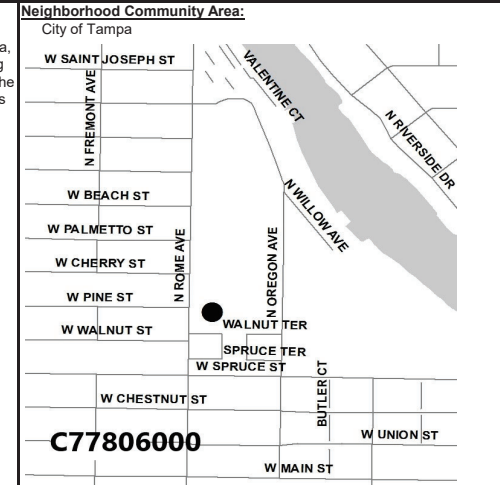 Neighborhood Community Area:
City of Tampa
a,
g
he
s
W SAINT JOSEPH ST
VALENTINE CT
N FREMONT AVE
N RIVERSIDE DR
W BEACH ST
N WILLOW AVE
W PALMETTO ST
N ROME AVE
N OREGON AVE
W CHERRY ST
W PINE ST
WALNUT TER
W WALNUT ST
SPRUCE TER
W SPRUCE ST
BUTLER CT
W CHESTNUT ST
C77806000
W UNION ST
W MAIN ST